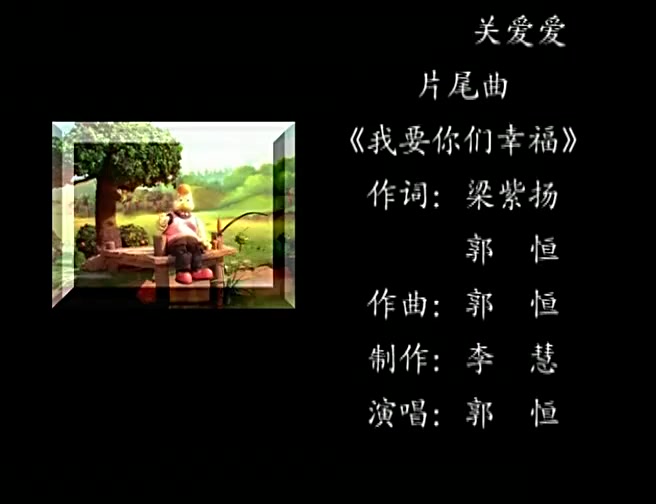 关爱爱
片尾曲
《我要你们幸福》
作词：梁紫扬
郭 恒
作曲：郭 恒
制作：李 慧
演唱：郭 恒